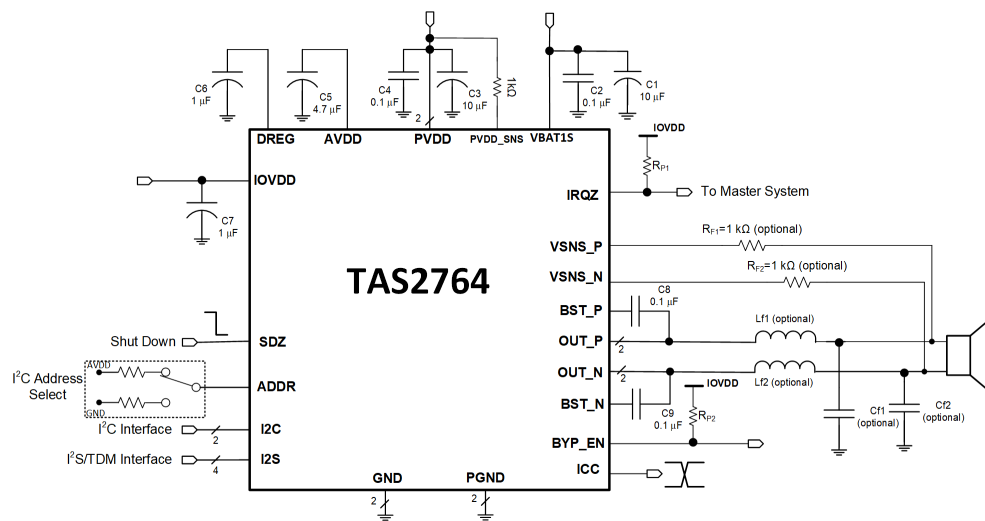 C6
1 µF
C5
4.7 µF
C4
0.1 µF
C3
10 µF
1kΩ
C2
0.1 µF
C1
10 µF
2
DREG
AVDD
PVDD
PVDD_SNS
VBAT1S
IOVDD
IOVDD
RP1
IRQZ
To Master System
C7
1 µF
VSNS_P
RF1=1 kΩ (optional)
VSNS_N
RF2=1 kΩ (optional)
TAS2764
BST_P
C8
0.1 µF
Shut Down
SDZ
OUT_P
2
Lf1 (optional)
I2C Address
Select
AVDD
GND
ADDR
OUT_N
2
Lf2 (optional)
IOVDD
BST_N
C9
0.1 µF
RP2
Cf1
(optional)
Cf2
(optional)
I2C Interface
2
I2C
BYP_EN
I2S/TDM Interface
4
I2S
ICC
GND
PGND
2
2